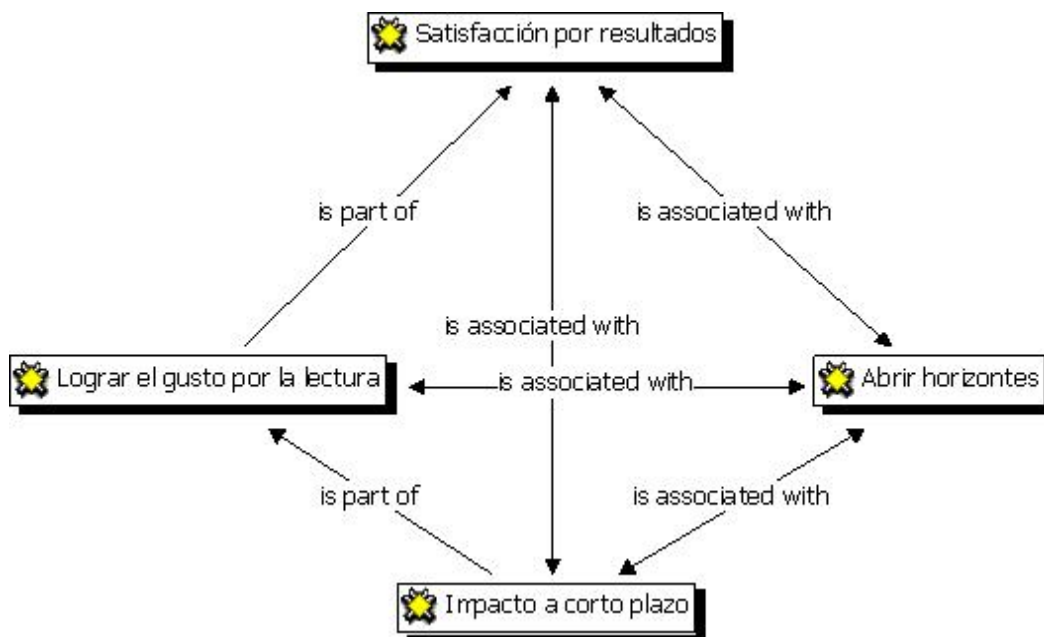 Satisfacción por resultados
is part of
is associated with
is associated with
Lograr el gusto por la lectura
is associated with
Abrir horizontes
is part of
is associated with
Impacto a corto plazo